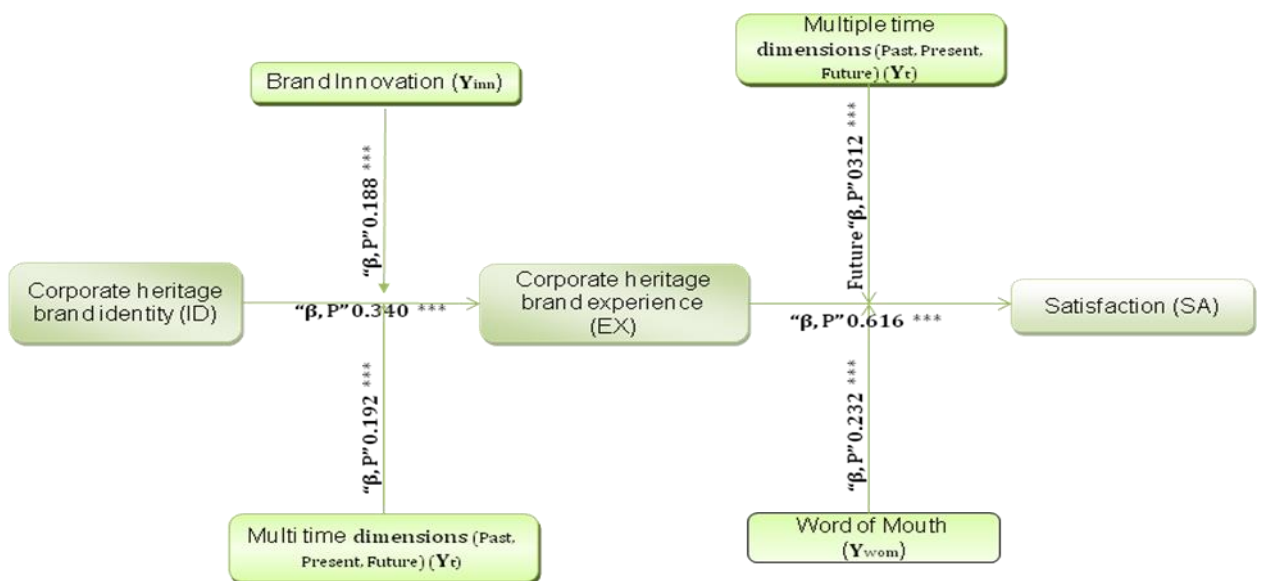 Multiple time
dimensions (Past, Present,
Future) (Yt)
Brand Innovation (Yinn)
“β, P”0.188 ***
Future “β, P”0312 ***
Corporate heritage
brand identity (ID)
“β, P”0.340 ***
Corporate heritage
brand experience
(EX)
“β, P”0.616 ***
Satisfaction (SA)
“β, P”0.192 ***
“β, P”0.232 ***
Multi time dimensions (Past,
Present, Future) (Yt)
Word of Mouth
(Ywom)